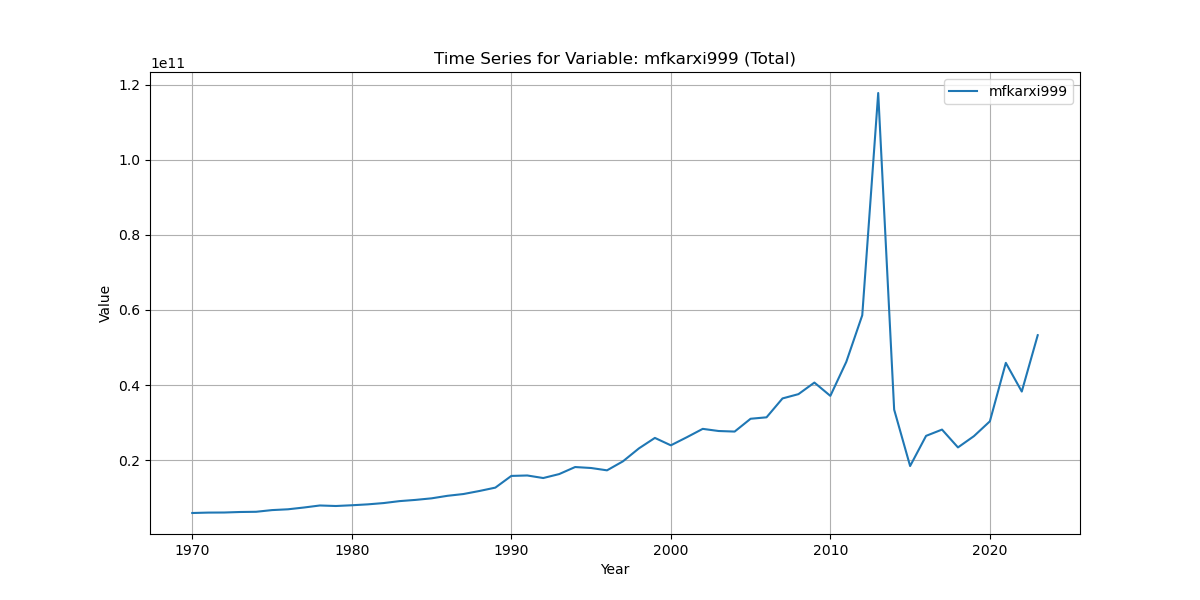 Time Series for Variable: mfkarxi999 (Total)
1e11
mfkarxi999
1.2
1.0
0.8
0.6
0.4
0.2
Value
1970 1980 1990 2000 2010 2020
Year